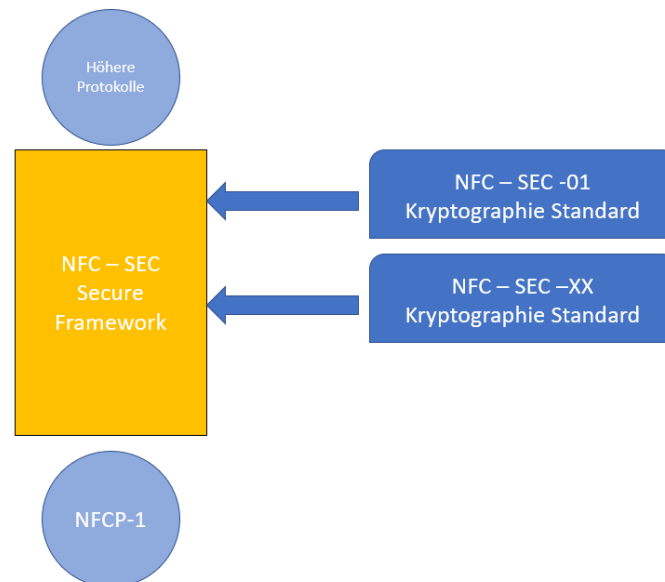 Höhere
Protokolle
NFC – SEC -01
Kryptographie Standard
NFC – SEC
Secure
Framework
NFC – SEC –XX
Kryptographie Standard
NFCP-1